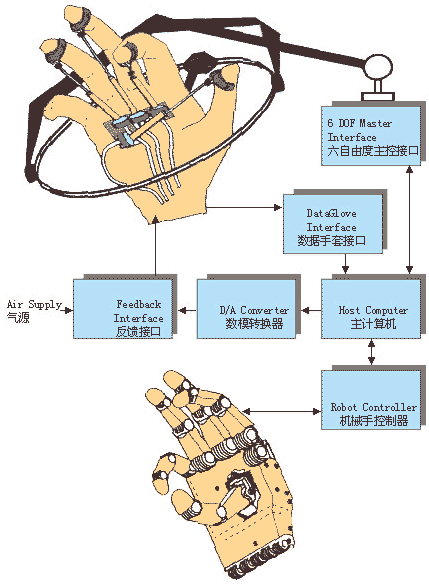 6 DOF Master
Interface
六自由度主控接口
DataGlove
Interface
数据手套接口
Air Supply
气源
Feedback
Interface
反馈接口
D/A Converter
数模转换器
Host Computer
主计算机
Robot Controller
机械手控制器